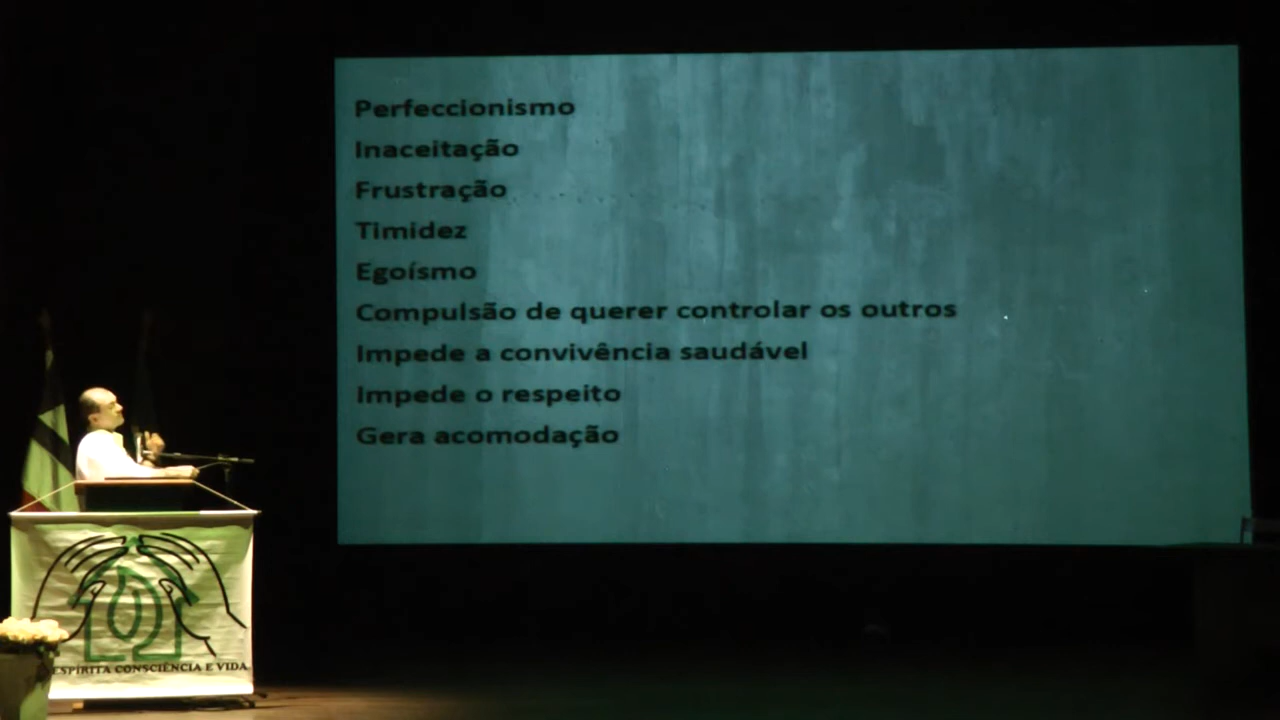 Perfeccionismo
Inaceitação
Frustração
Timidez
Egoísmo
Compulsão de querer controlar os outros
Impede a convivência saudável
Impede o respeito
Gera acomodação
ESPÍRITA CONSCIÊNCIA E VIDA